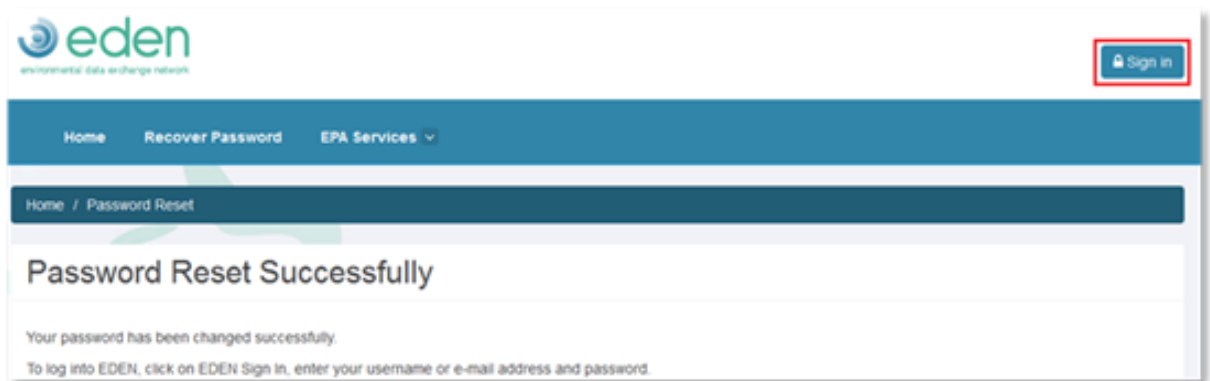 eden
environmental data exchange network
Sign in
Home Recover Password EPA Services
Home / Password Reset
Password Reset Successfully
Your password has been changed successfully.
To log into EDEN, click on EDEN Sign In, enter your username or e-mail address and password.